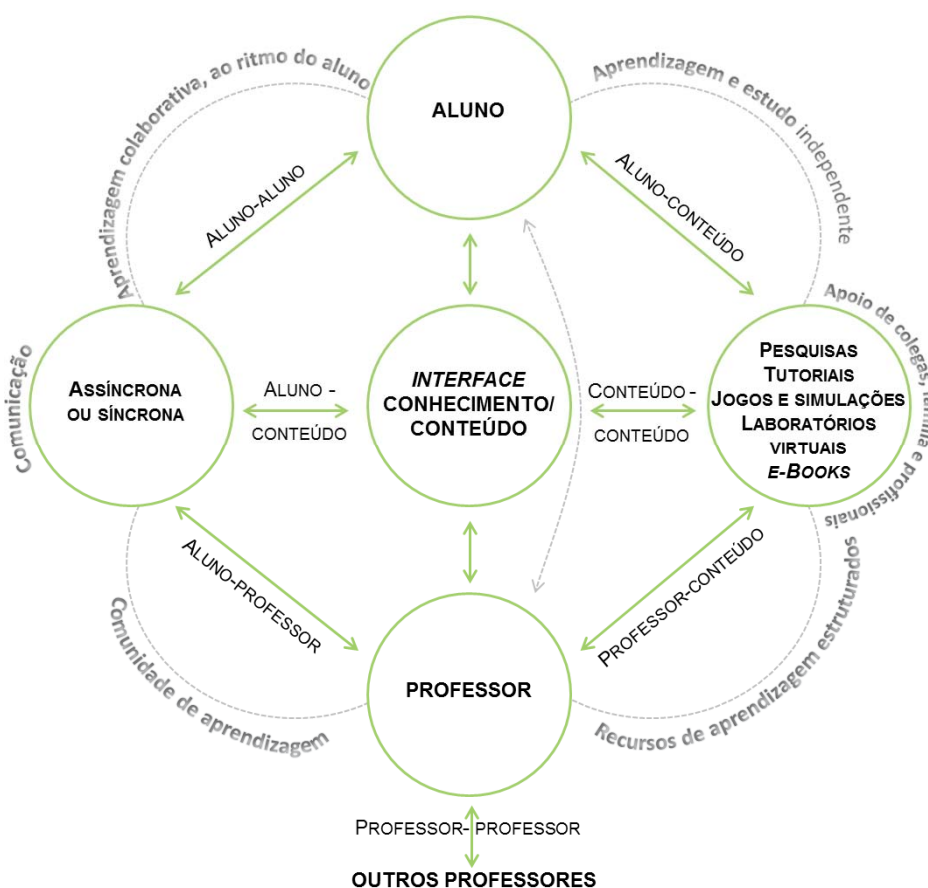 Aprendizagem colaborativa, ao ritmo do aluno
Aprendizagem e estudo independente
ALUNO
ALUNO-ALUNO
ALUNO-CONTEÚDO
Comunicação
ASSÍNCRONA
OU SÍNCRONA
ALUNO -
CONTEÚDO
INTERFACE
CONHECIMENTO/
CONTEÚDO
CONTEÚDO -
CONTEÚDO
PESQUISAS
TUTORIAIS
JOGOS E SIMULAÇÕES
LABORATÓRIOS
VIRTUAIS
E-BOOKS
Apoio de colegas, família e profissionais
ALUNO-PROFESSOR
PROFESSOR-CONTEÚDO
Comunidade de aprendizagem
PROFESSOR
Recursos de aprendizagem estruturados
PROFESSOR- PROFESSOR
OUTROS PROFESSORES